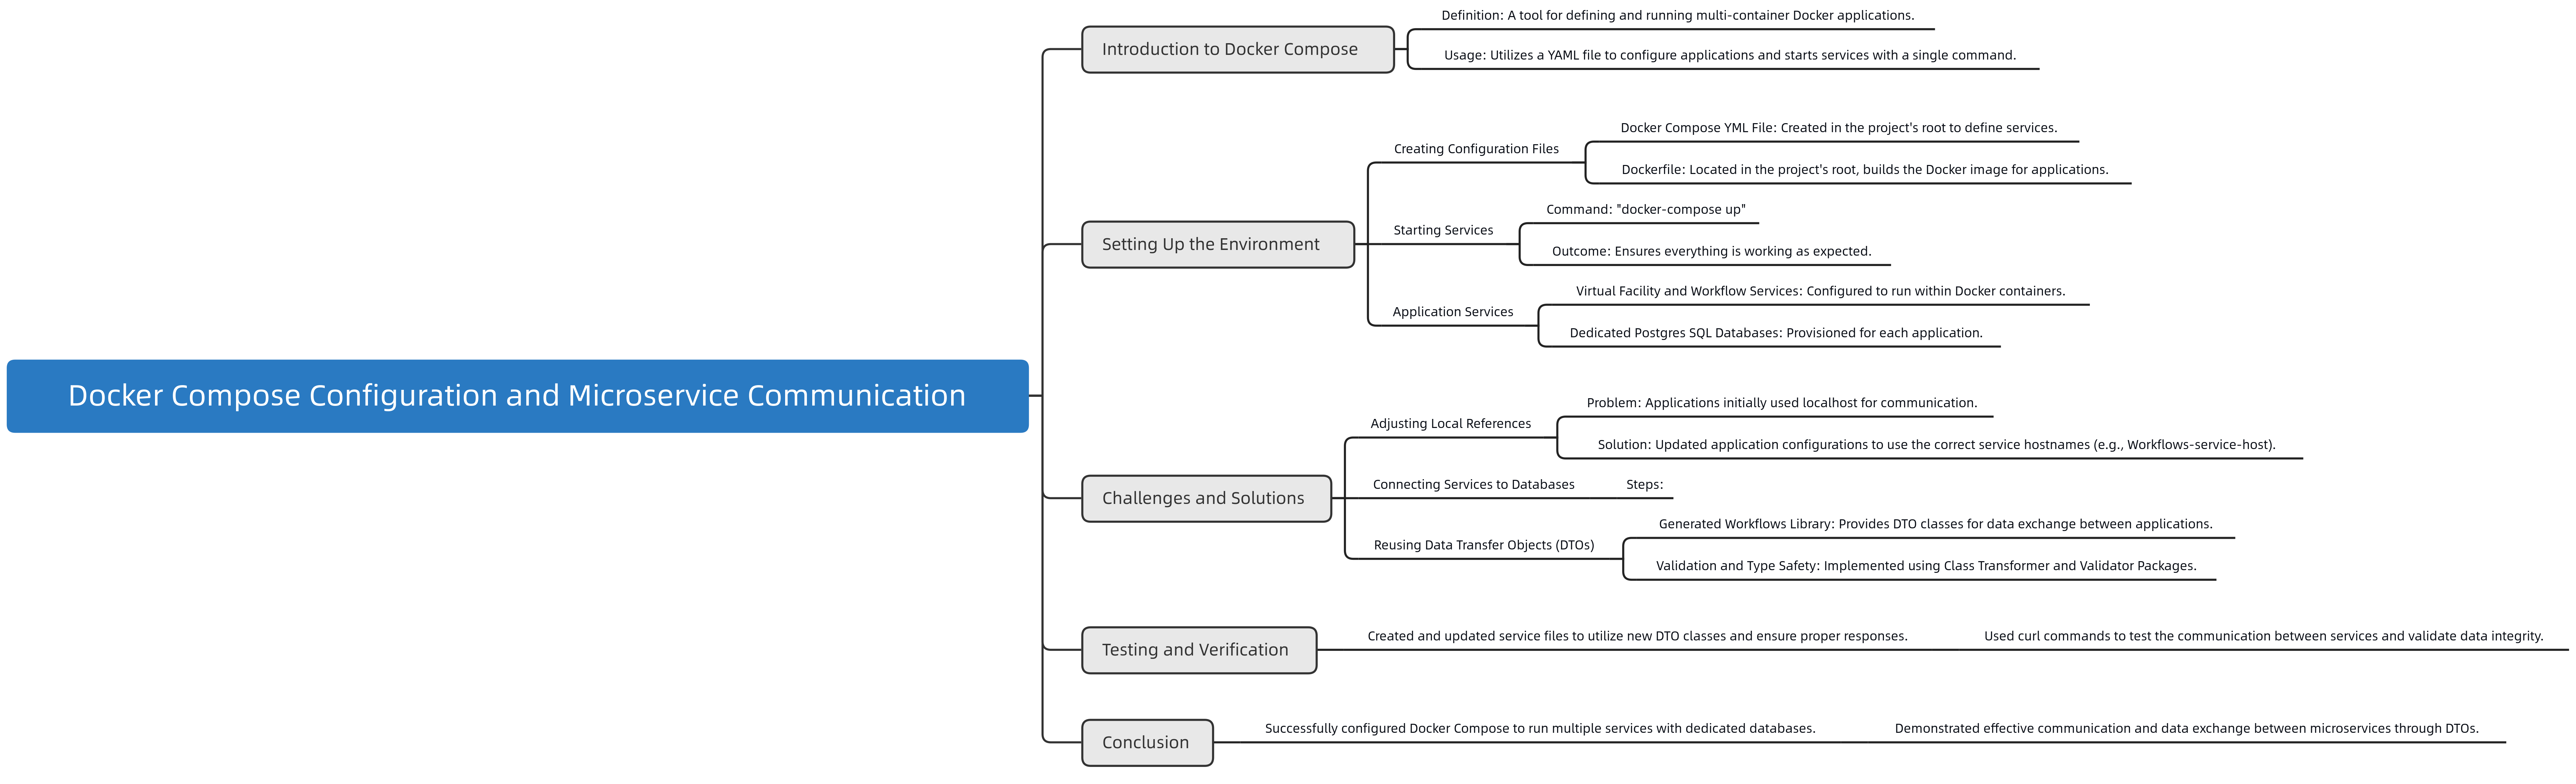 Docker Compose Configuration and Microservice Communication
Introduction to Docker Compose
Definition: A tool for defining and running multi-container Docker applications.
Usage: Utilizes a YAML file to configure applications and starts services with a single command.
Setting Up the Environment
Creating Configuration Files
Docker Compose YML File: Created in the project's root to define services.
Dockerfile: Located in the project's root, builds the Docker image for applications.
Starting Services
Command: "docker-compose up"
Outcome: Ensures everything is working as expected.
Application Services
Virtual Facility and Workflow Services: Configured to run within Docker containers.
Dedicated Postgres SQL Databases: Provisioned for each application.
Challenges and Solutions
Adjusting Local References
Problem: Applications initially used localhost for communication.
Solution: Updated application configurations to use the correct service hostnames (e.g., Workflows-service-host).
Connecting Services to Databases
Steps:
Reusing Data Transfer Objects (DTOs)
Generated Workflows Library: Provides DTO classes for data exchange between applications.
Validation and Type Safety: Implemented using Class Transformer and Validator Packages.
Testing and Verification
Created and updated service files to utilize new DTO classes and ensure proper responses.
Used curl commands to test the communication between services and validate data integrity.
Conclusion
Successfully configured Docker Compose to run multiple services with dedicated databases.
Demonstrated effective communication and data exchange between microservices through DTOs.